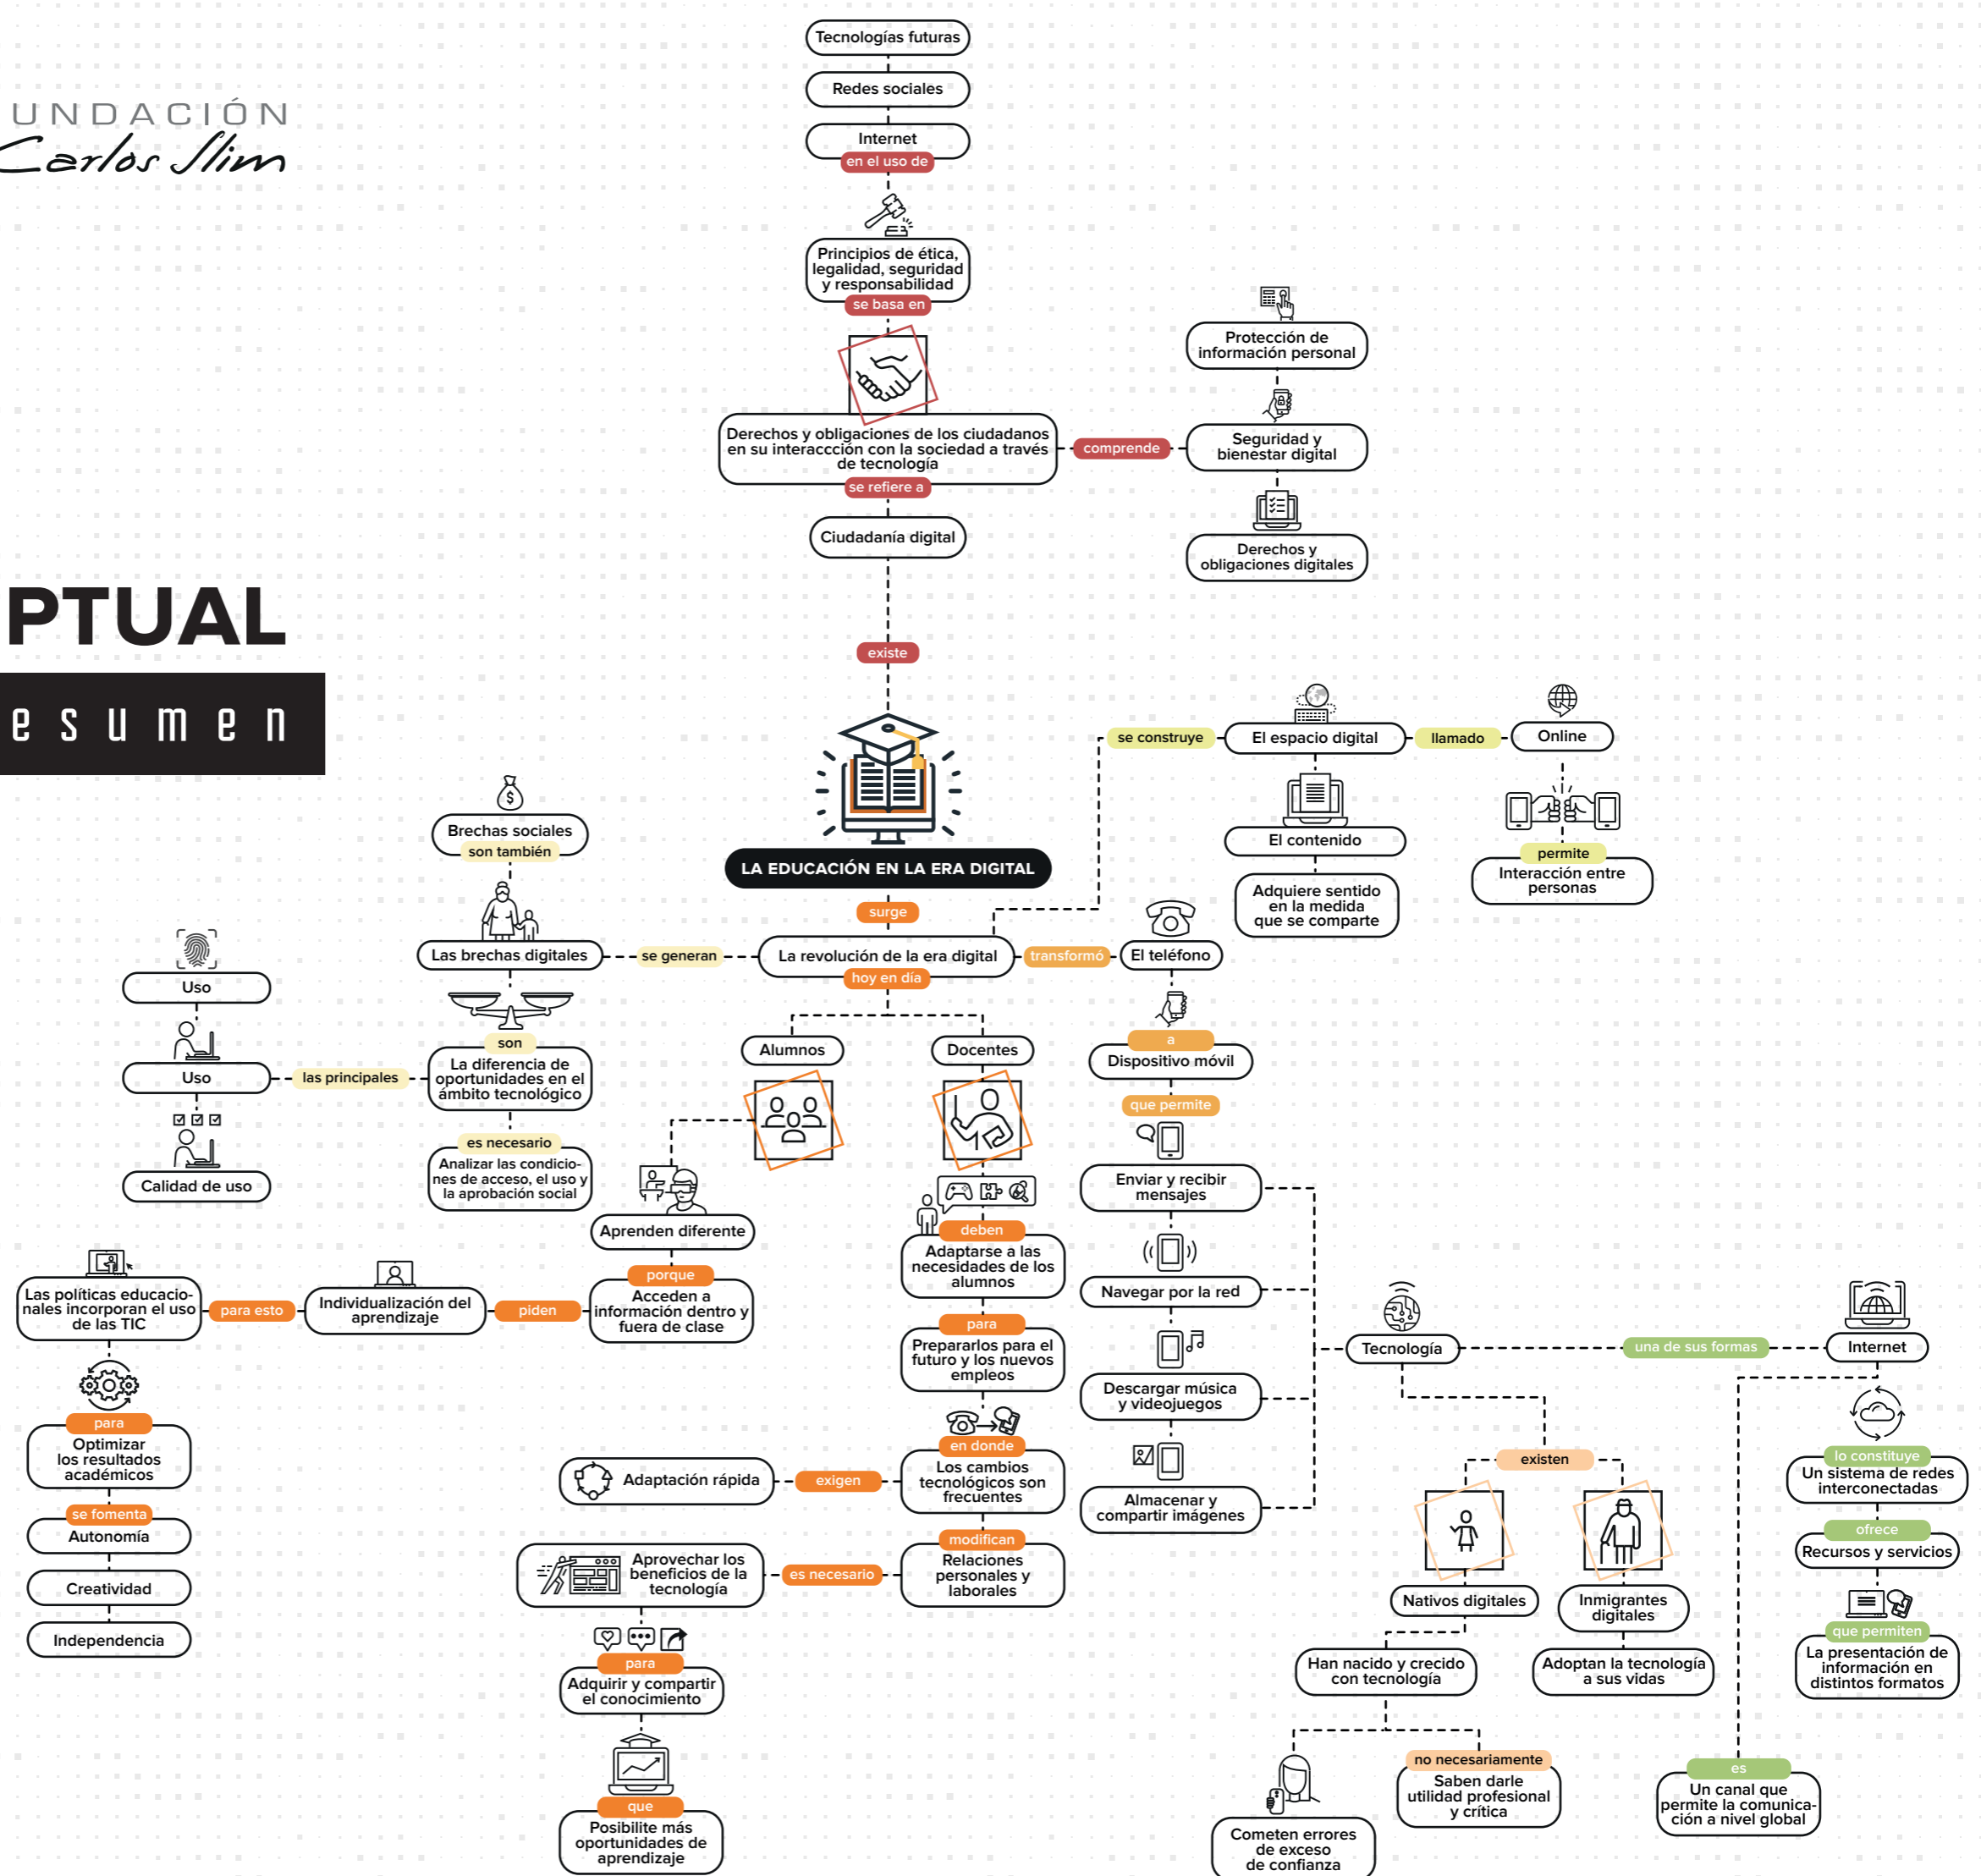 UNDACIÓN
Carlos Slim
PTUAL
esumen
Tecnologías futuras
Redes sociales
Internet
en el uso de
Principios de ética,
legalidad, seguridad
y responsabilidad
se basa en
Derechos y obligaciones de los ciudadanos
en su interaccción con la sociedad a través
de tecnología
se refiere a
comprende
Protección de
información personal
Seguridad y
bienestar digital
Derechos y
obligaciones digitales
Ciudadanía digital
existe
LA EDUCACIÓN EN LA ERA DIGITAL
surge
La revolución de la era digital
hoy en día
se construye
El espacio digital
llamado
Online
permite
Interacción entre
personas
El contenido
Adquiere sentido
en la medida
que se comparte
Brechas sociales
son también
Las brechas digitales
se generan
son
La diferencia de
oportunidades en el
ámbito tecnológico
es necesario
Analizar las condicio-
nes de acceso, el uso y
la aprobación social
las principales
Uso
Uso
Calidad de uso
transformó
El teléfono
a
Dispositivo móvil
que permite
Enviar y recibir
mensajes
Navegar por la red
Descargar música
y videojuegos
Almacenar y
compartir imágenes
Alumnos
Aprenden diferente
porque
Acceden a
información dentro y
fuera de clase
piden
Individualización del
aprendizaje
para esto
Las políticas educacio-
nales incorporan el uso
de las TIC
para
Optimizar
los resultados
académicos
se fomenta
Autonomía
Creatividad
Independencia
Docentes
deben
Adaptarse a las
necesidades de los
alumnos
para
Prepararlos para el
futuro y los nuevos
empleos
en donde
Los cambios
tecnológicos son
frecuentes
exigen
Adaptación rápida
modifican
Relaciones
personales y
laborales
es necesario
Aprovechar los
beneficios de la
tecnología
para
Adquirir y compartir
el conocimiento
que
Posibilite más
oportunidades de
aprendizaje
Tecnología
una de sus formas
Internet
existen
Nativos digitales
Inmigrantes
digitales
Han nacido y crecido
con tecnología
Adoptan la tecnología
a sus vidas
no necesariamente
Saben darle
utilidad profesional
y crítica
Cometen errores
de exceso
de confianza
lo constituye
Un sistema de redes
interconectadas
ofrece
Recursos y servicios
que permiten
La presentación de
información en
distintos formatos
es
Un canal que
permite la comunica-
ción a nivel global